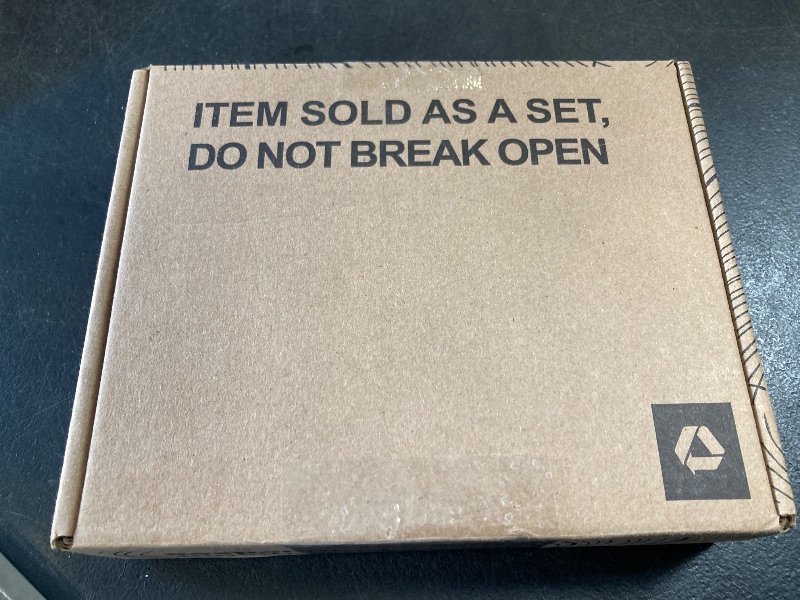 ITEM SOLD AS A SET,
DO NOT BREAK OPEN